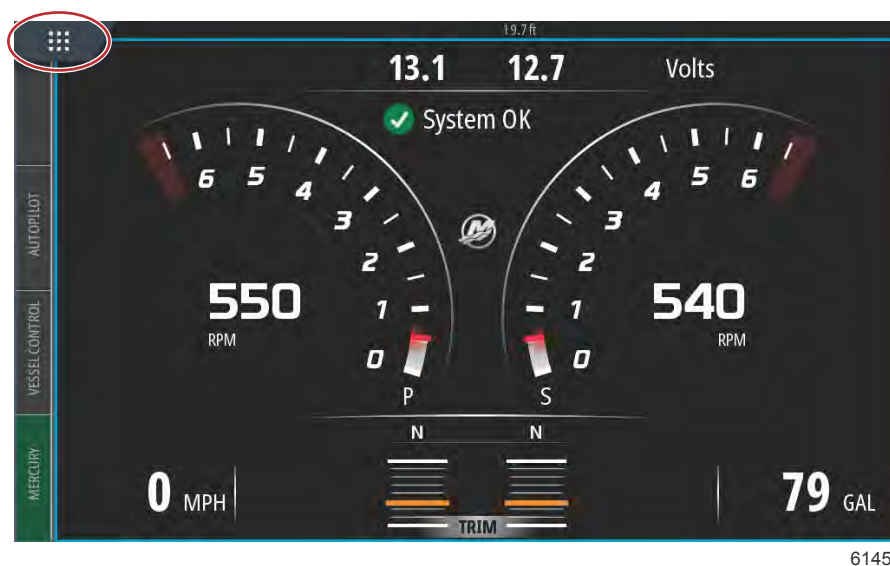 19.7 ft
13.1 12.7 Volts
System OK
6 5 4 3 2 1 0
6 5 4 3 2 1 0
550
RPM
540
RPM
P S
N N
0 MPH
TRIM
79 GAL
AUTOPILOT
VESSEL CONTROL
MERCURY
6145